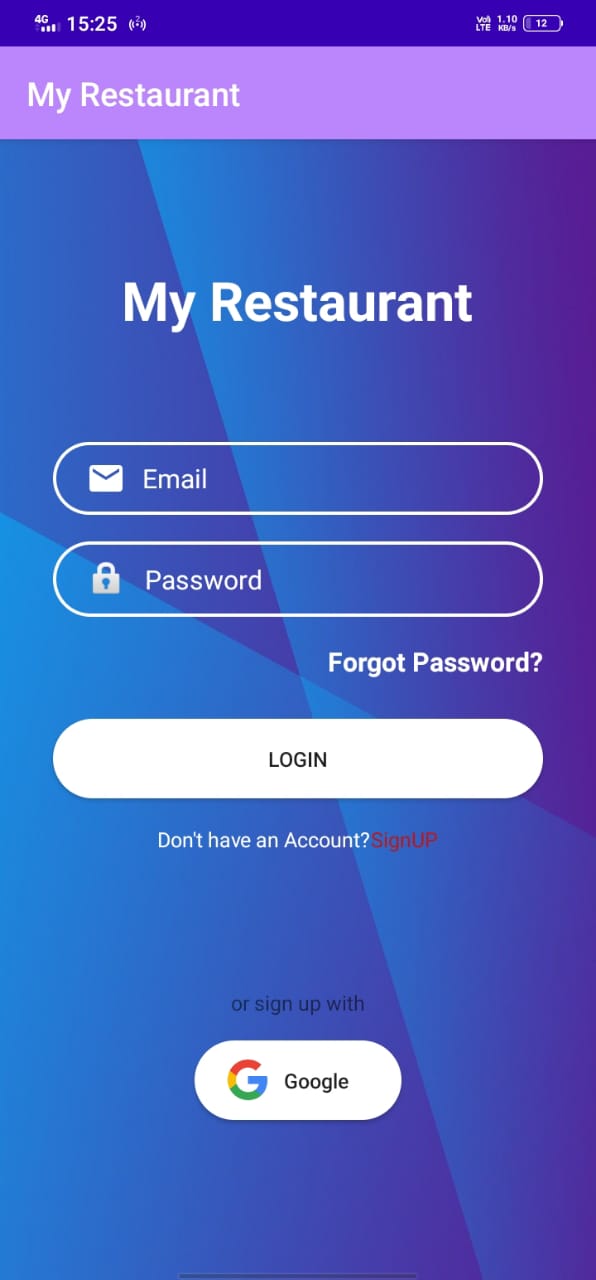 4G 15:25 2 Vo) LTE 1.10 KB/s 12
My Restaurant
My Restaurant
Email
Password
Forgot Password?
LOGIN
Don't have an Account?SignUP
or sign up with
Google